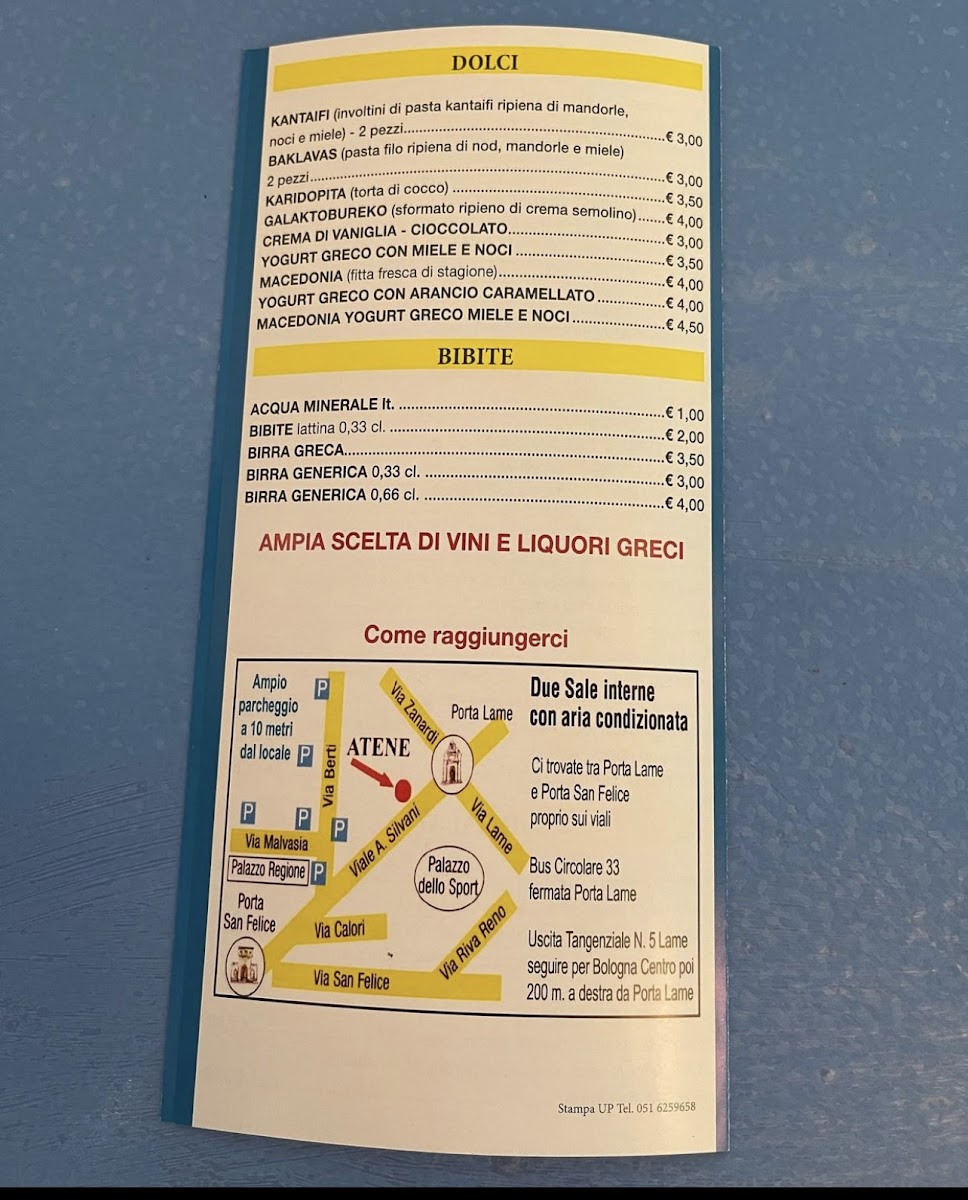 DOLCI
KANTAIFI (involtini di pasta kantaifi ripiena di mandorle,
noci e miele) - 2 pezzi..........€ 3,00
BAKLAVAS (pasta filo ripiena di nod, mandorle e miele)
2 pezzi..........€ 3,00
KARIDOPITA (torta di cocco) ..........€ 3,50
GALAKTOBUREKO (sformato ripieno di crema semolino)......€ 4,00
CREMA DI VANIGLIA - CIOCCOLATO..........€ 3,00
YOGURT GRECO CON MIELE E NOCI ..........€ 3,50
MACEDONIA (fitta fresca di stagione)..........€ 4,00
YOGURT GRECO CON ARANCIO CARAMELLATO ..........€ 4,00
MACEDONIA YOGURT GRECO MIELE E NOCI ..........€ 4,50
BIBITE
ACQUA MINERALE lt. ..........€ 1,00
BIBITE lattina 0,33 cl. ..........€ 2,00
BIRRA GRECA..........€ 3,50
BIRRA GENERICA 0,33 cl. ..........€ 3,00
BIRRA GENERICA 0,66 cl. ..........€ 4,00
AMPIA SCELTA DI VINI E LIQUORI GRECI
Come raggiungerci
Ampio
parcheggio
a 10 metri
dal locale
P
P
P
P
P
P
Via Berti
ATENE
Via Zanardi
Porta Lame
Via Malvasia
Palazzo Regione
Viale A. Silvani
Via Lame
Palazzo
dello Sport
Porta
San Felice
Via Calori
Via Riva Reno
Via San Felice
Due Sale interne
con aria condizionata
Ci trovate tra Porta Lame
e Porta San Felice
proprio sui viali
Bus Circolare 33
fermata Porta Lame
Uscita Tangenziale N. 5 Lame
seguire per Bologna Centro poi
200 m. a destra da Porta Lame
Stampa UP Tel. 051 6259658